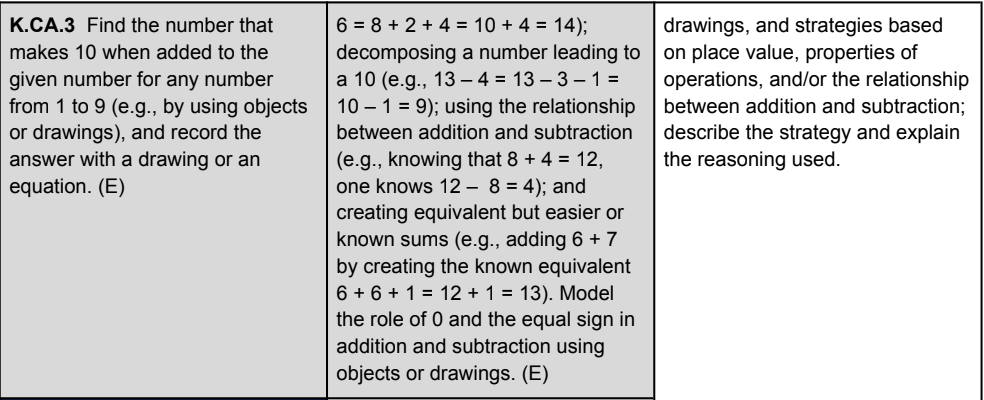 K.CA.3 Find the number that
makes 10 when added to the
given number for any number
from 1 to 9 (e.g., by using objects
or drawings), and record the
answer with a drawing or an
equation. (E)
6 = 8 + 2 + 4 = 10 + 4 = 14);
decomposing a number leading to
a 10 (e.g., 13 – 4 = 13 – 3 – 1 =
10 – 1 = 9); using the relationship
between addition and subtraction
(e.g., knowing that 8 + 4 = 12,
one knows 12 – 8 = 4); and
creating equivalent but easier or
known sums (e.g., adding 6 + 7
by creating the known equivalent
6 + 6 + 1 = 12 + 1 = 13). Model
the role of 0 and the equal sign in
addition and subtraction using
objects or drawings. (E)
drawings, and strategies based
on place value, properties of
operations, and/or the relationship
between addition and subtraction;
describe the strategy and explain
the reasoning used.